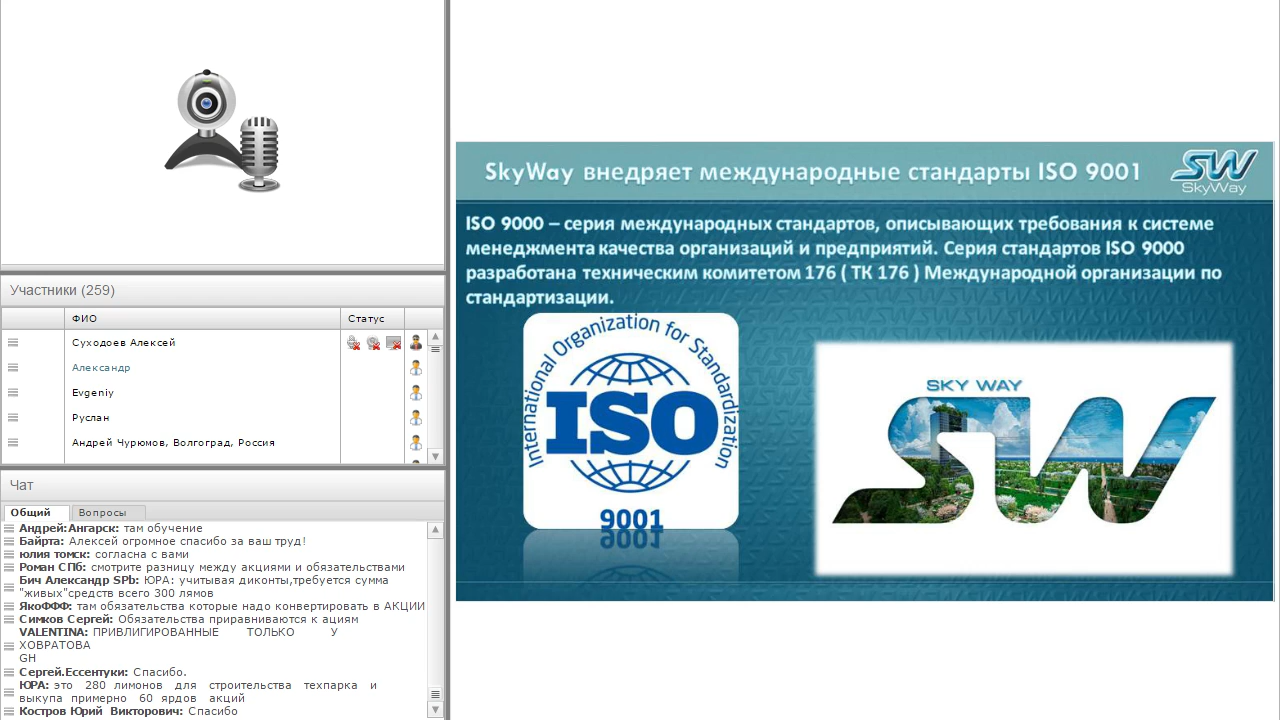 Участники (259)
ФИО
Статус
Суходоев Алексей
Александр
Evgeniy
Руслан
Андрей Чурюмов, Волгоград, Россия
Чат
Общий
Вопросы
Андрей:Ангарск: там обучение
Байрта: Алексей огромное спасибо за ваш труд!
юлия томск: согласна с вами
Роман СПб: смотрите разницу между акциями и обязательствами
Бич Александр SPb: ЮРА: учитывая диконты,требуется сумма
"живых"средств всего 300 лямов
ЯкоФФФ: там обязательства которые надо конвертировать в АКЦИИ
Симков Сергей: Обязательства приравниваются к ациям
VALENTINA: ПРИВЛИГИРОВАННЫЕ ТОЛЬКО У
ХОВРАТОВА
GH
Сергей.Ессентуки: Спасибо.
ЮРА: это 280 лимонов для строительства техпарка и
выкупа примерно 60 ярдов акций
Костров Юрий Викторович: Спасибо
SkyWay внедряет международные стандарты ISO 9001
SW
SkyWay
ISO 9000 – серия международных стандартов, описывающих требования к системе
менеджмента качества организаций и предприятий. Серия стандартов ISO 9000
разработана техническим комитетом 176 ( ТК 176 ) Международной организации по
стандартизации.
International Organization for Standardization
ISO
9001
SKY WAY
SW